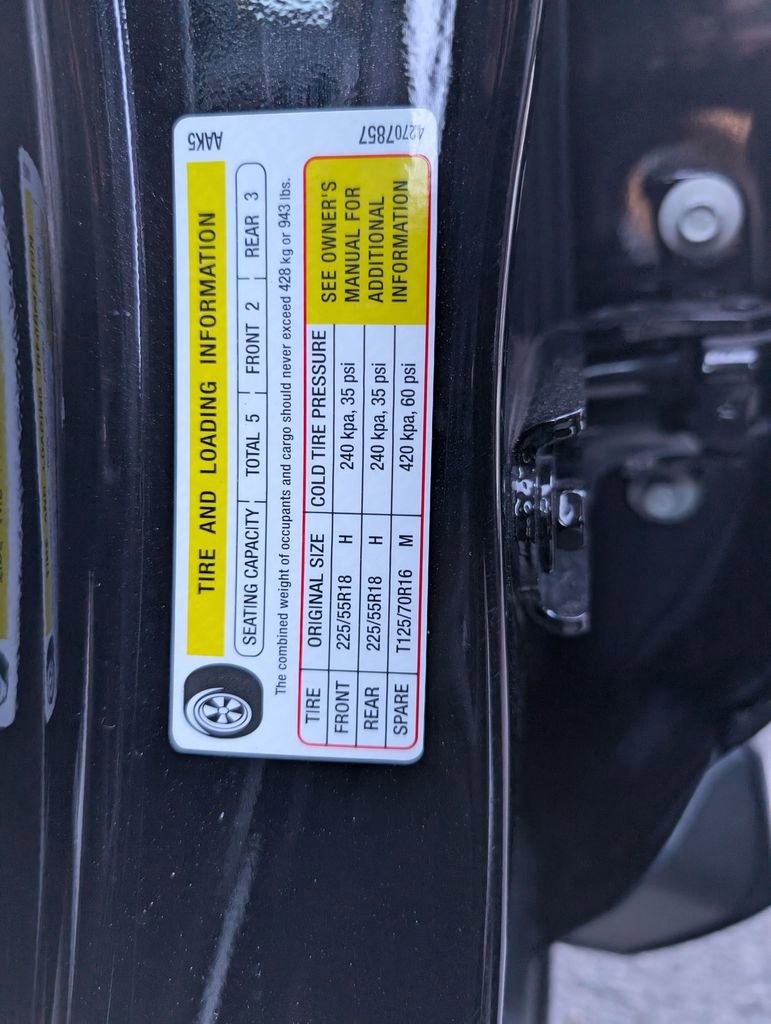 AAK5
42707857
TIRE AND LOADING INFORMATION
SEATING CAPACITY TOTAL 5 FRONT 2 REAR 3
The combined weight of occupants and cargo should never exceed 428 kg or 943 lbs.
TIRE ORIGINAL SIZE COLD TIRE PRESSURE
FRONT 225/55R18 H 240 kpa, 35 psi
REAR 225/55R18 H 240 kpa, 35 psi
SPARE T125/70R16 M 420 kpa, 60 psi
SEE OWNER'S
MANUAL FOR
ADDITIONAL
INFORMATION